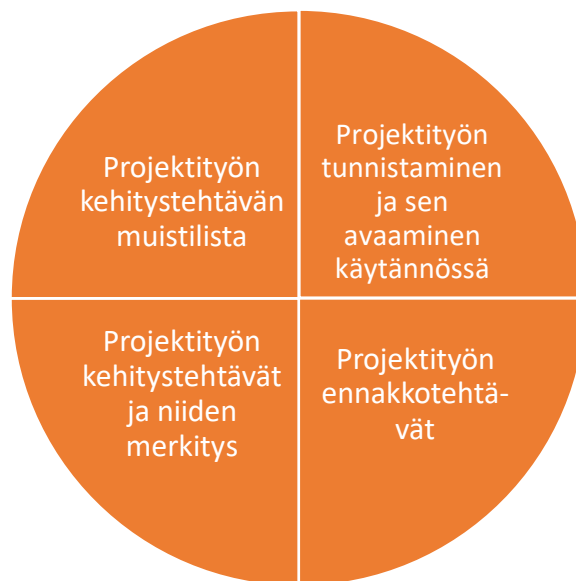 Projektityön
kehitystehtävän
muistilista
Projektityön
tunnistaminen
ja sen
avaaminen
käytännössä
Projektityön
kehitystehtävät
ja niiden
merkitys
Projektityön
ennakkotehtä-
vät